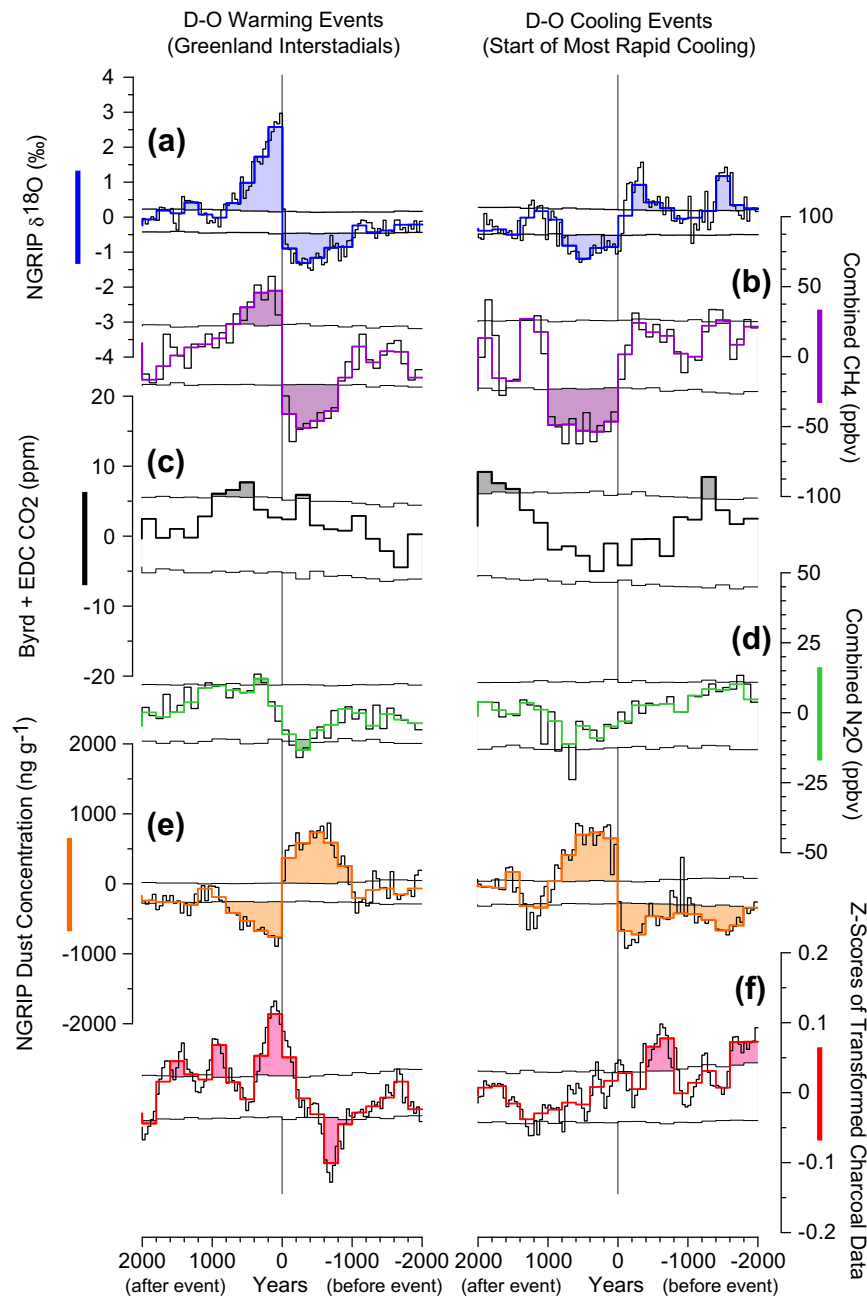 D-O Warming Events
(Greenland Interstadials)
D-O Cooling Events
(Start of Most Rapid Cooling)
NGRIP δ18O (‰)
4
3
2
1
0
-1
-2
-3
-4
(a)
(b)
100
50
0
-50
-100
Combined CH4 (ppbv)
Byrd + EDC CO2 (ppm)
20
10
0
-10
-20
(c)
(d)
50
25
0
-25
-50
Combined N2O (ppbv)
NGRIP Dust Concentration (ng g-1)
2000
1000
0
-1000
-2000
(e)
(f)
0.2
0.1
0
-0.1
-0.2
Z-Scores of Transformed Charcoal Data
2000 1000 0 -1000 -2000
(after event) Years (before event)
2000 1000 0 -1000 -2000
(after event) Years (before event)